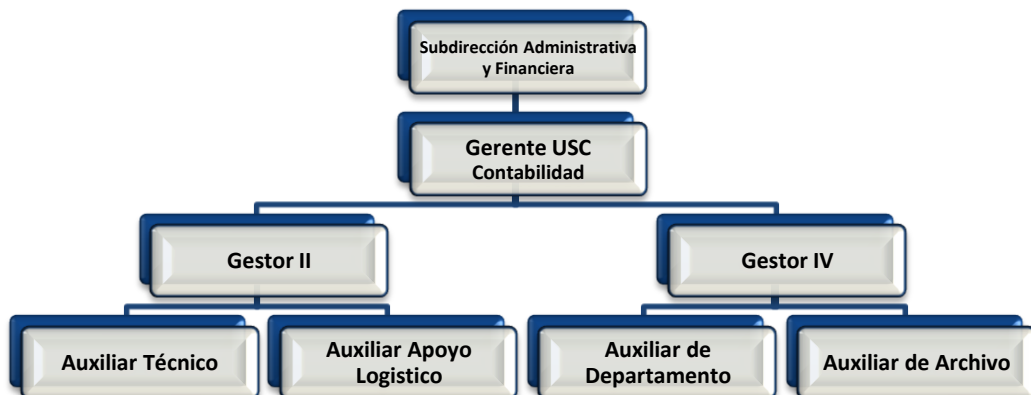 Subdirección Administrativa
y Financiera
Gerente USC
Contabilidad
Gestor II
Gestor IV
Auxiliar Técnico
Auxiliar Apoyo
Logistico
Auxiliar de
Departamento
Auxiliar de Archivo